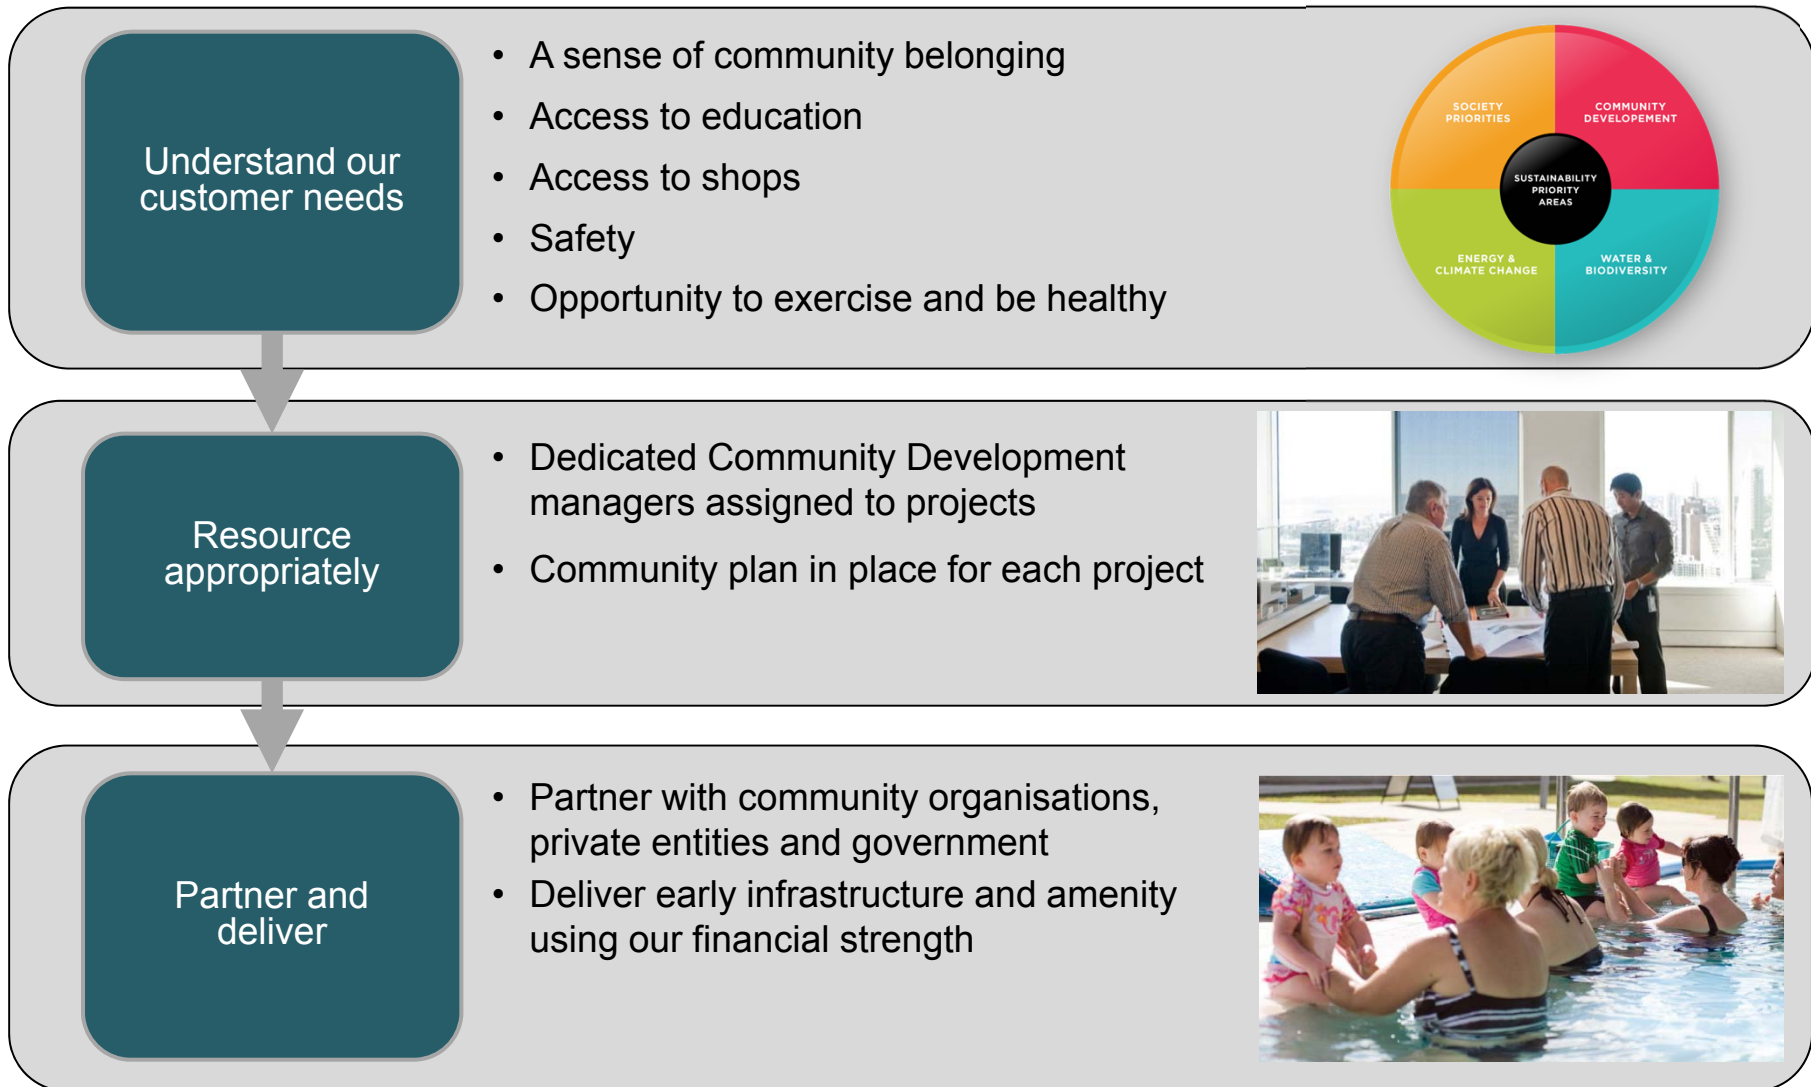 Understand our
customer needs
• A sense of community belonging
• Access to education
• Access to shops
• Safety
• Opportunity to exercise and be healthy
SOCIETY
PRIORITIES
COMMUNITY
DEVELOPEMENT
SUSTAINABILITY
PRIORITY
AREAS
ENERGY &
CLIMATE CHANGE
WATER &
BIODIVERSITY
Resource
appropriately
• Dedicated Community Development
managers assigned to projects
• Community plan in place for each project
Partner and
deliver
• Partner with community organisations,
private entities and government
• Deliver early infrastructure and amenity
using our financial strength